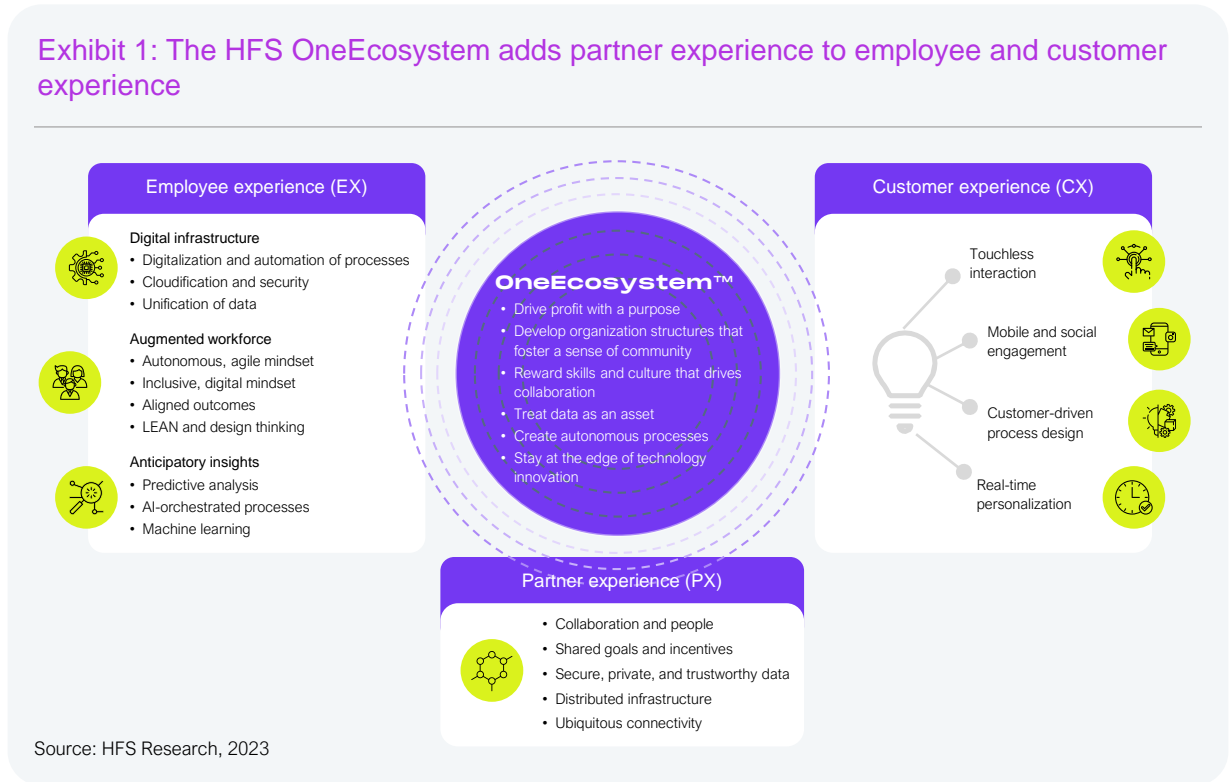 Exhibit 1: The HFS OneEcosystem adds partner experience to employee and customer
experience
Employee experience (EX)
Digital infrastructure
• Digitalization and automation of processes
• Cloudification and security
• Unification of data
Augmented workforce
• Autonomous, agile mindset
• Inclusive, digital mindset
• Aligned outcomes
• LEAN and design thinking
Anticipatory insights
• Predictive analysis
• AI-orchestrated processes
• Machine learning
OneEcosystem™
• Drive profit with a purpose
• Develop organization structures that
foster a sense of community
• Reward skills and culture that drives
collaboration
• Treat data as an asset
• Create autonomous processes
• Stay at the edge of technology
innovation
Customer experience (CX)
Touchless
interaction
Mobile and social
engagement
Customer-driven
process design
Real-time
personalization
Partner experience (PX)
• Collaboration and people
• Shared goals and incentives
• Secure, private, and trustworthy data
• Distributed infrastructure
• Ubiquitous connectivity
Source: HFS Research, 2023